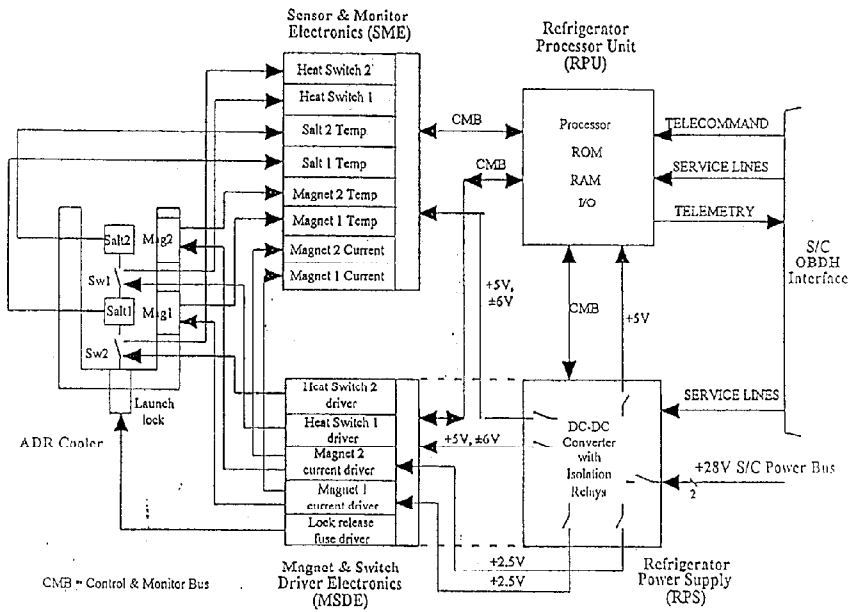 Sensor & Monitor
Electronics (SME)
Refrigerator
Processor Unit
(RPU)
Heat Switch 2
Heat Switch 1
Salt 2 Temp
Salt 1 Temp
Magnet 2 Temp
Magnet 1 Temp
Magnet 2 Current
Magnet 1 Current
CMB
CMB
Processor
ROM
RAM
I/O
TELECOMMAND
SERVICE LINES
TELEMETRY
S/C
OBDH
Interface
Salt2
Mag2
Sw1
Salt1
Mag1
Sw2
Launch
lock
ADR Cooler
+5V,
±6V
CMB
+5V
Heat Switch 2
driver
Heat Switch 1
driver
Magnet 2
current driver
Magnet 1
current driver
Lock release
fuse driver
+5V, ±6V
DC-DC
Converter
with
Isolation
Relays
SERVICE LINES
+28V S/C Power Bus
2
+2.5V
+2.5V
Magnet & Switch
Driver Electronics
(MSDE)
Refrigerator
Power Supply
(RPS)
CMB = Control & Monitor Bus